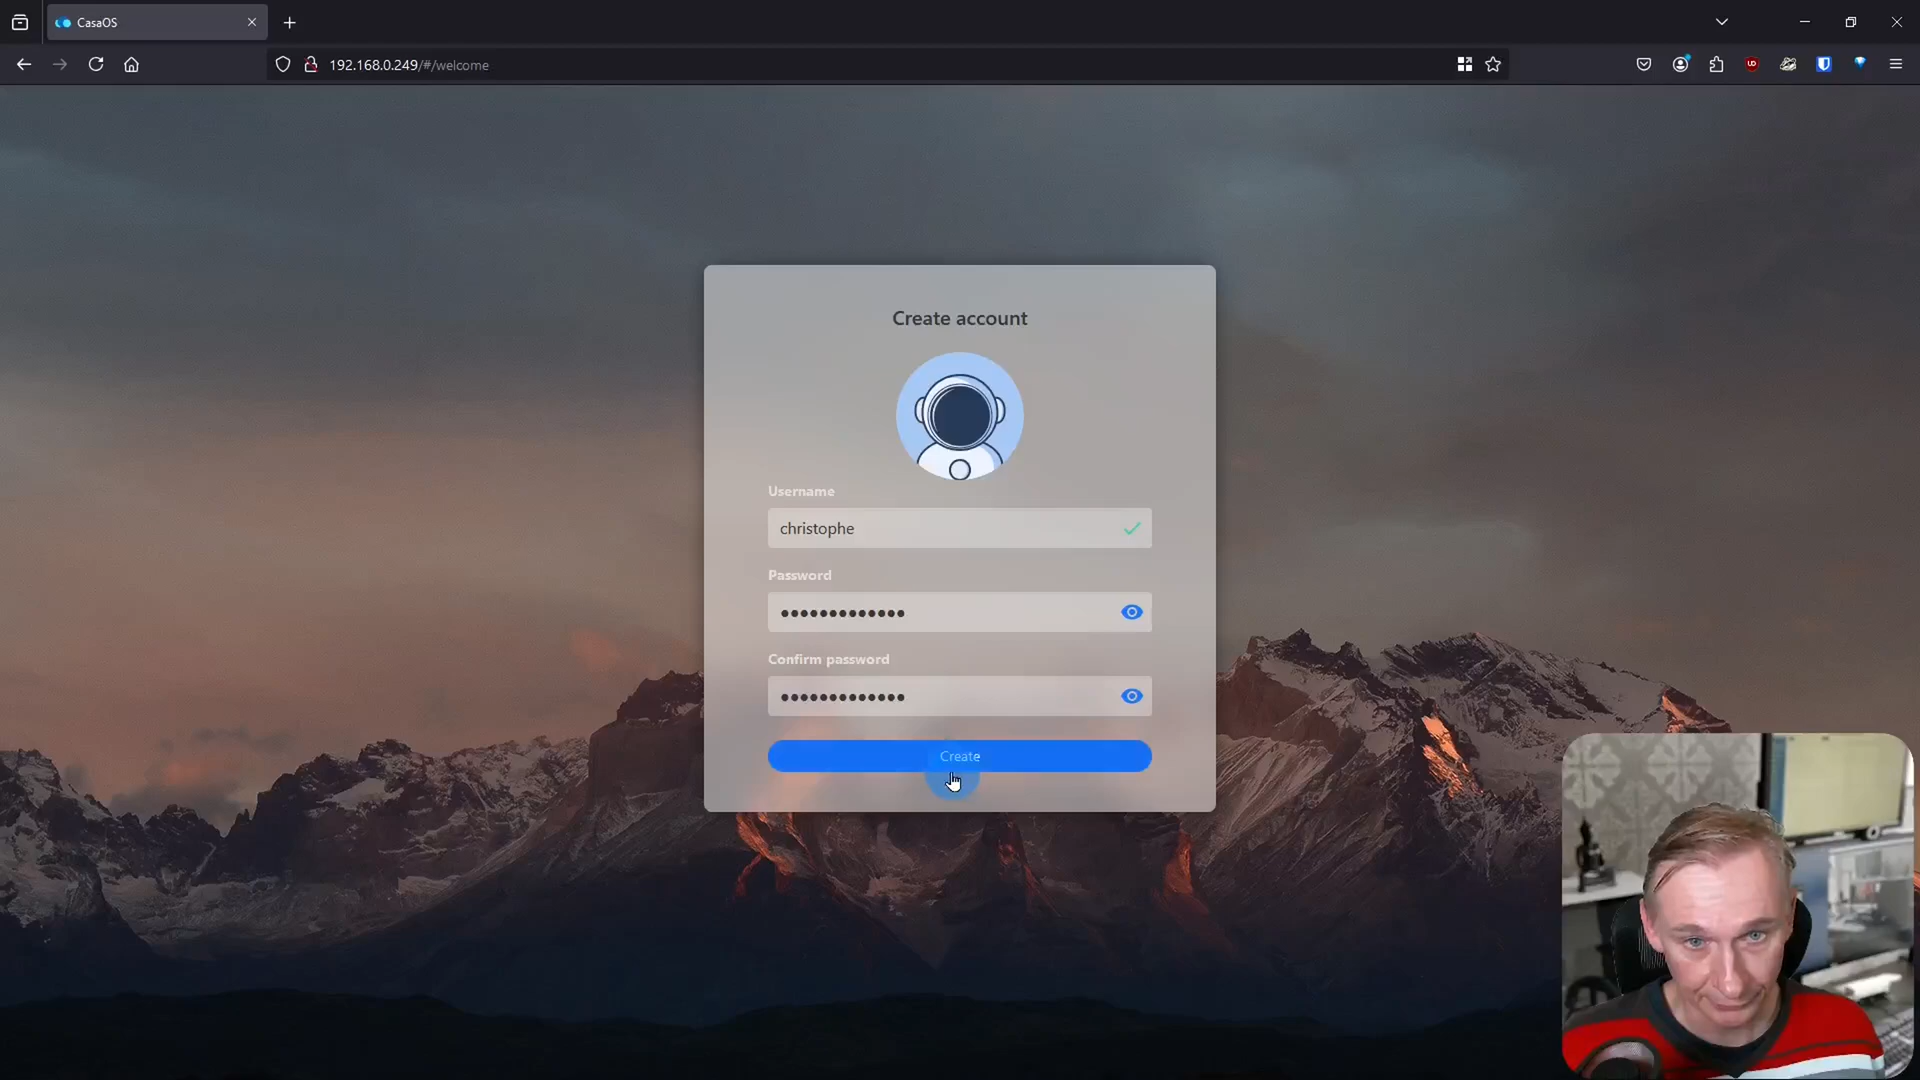 CasaOS
192.168.0.249/#/welcome
Create account
Username
christophe
Password
●●●●●●●●●●●●●
Confirm password
●●●●●●●●●●●●●
Create